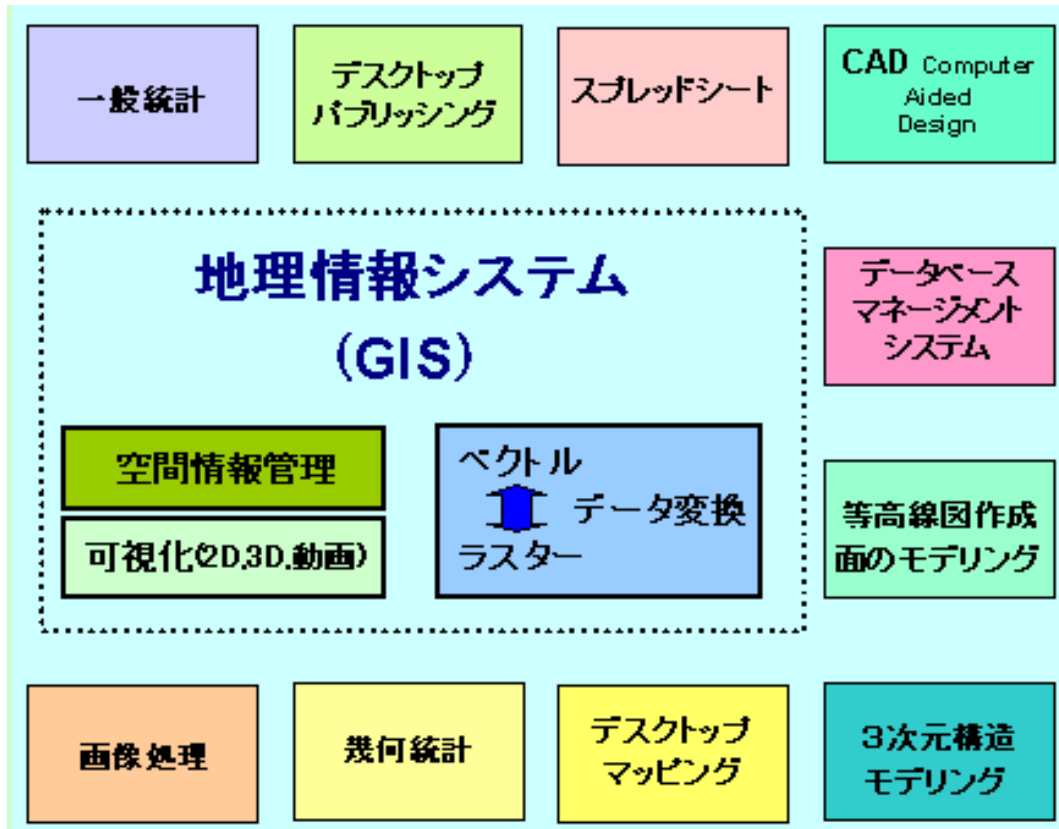 一般統計
デスクトップ
パブリッシング
スプレッドシート
CAD Computer
Aided
Design
地理情報システム
(GIS)
データベース
マネージメント
システム
空間情報管理
可視化(2D,3D,動画)
ベクトル
データ変換
ラスター
等高線図作成
面のモデリング
画像処理
幾何統計
デスクトップ
マッピング
3次元構造
モデリング